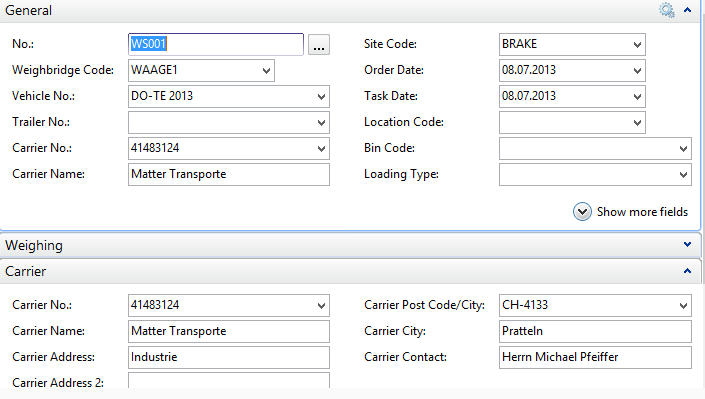 General
No.: WS001 ... Site Code: BRAKE
Weighbridge Code: WAAGE1 Order Date: 08.07.2013
Vehicle No.: DO-TE 2013 Task Date: 08.07.2013
Trailer No.: Location Code:
Carrier No.: 41483124 Bin Code:
Carrier Name: Matter Transporte Loading Type:
Show more fields
Weighing
Carrier
Carrier No.: 41483124 Carrier Post Code/City: CH-4133
Carrier Name: Matter Transporte Carrier City: Pratteln
Carrier Address: Industrie Carrier Contact: Herrn Michael Pfeiffer
Carrier Address 2: